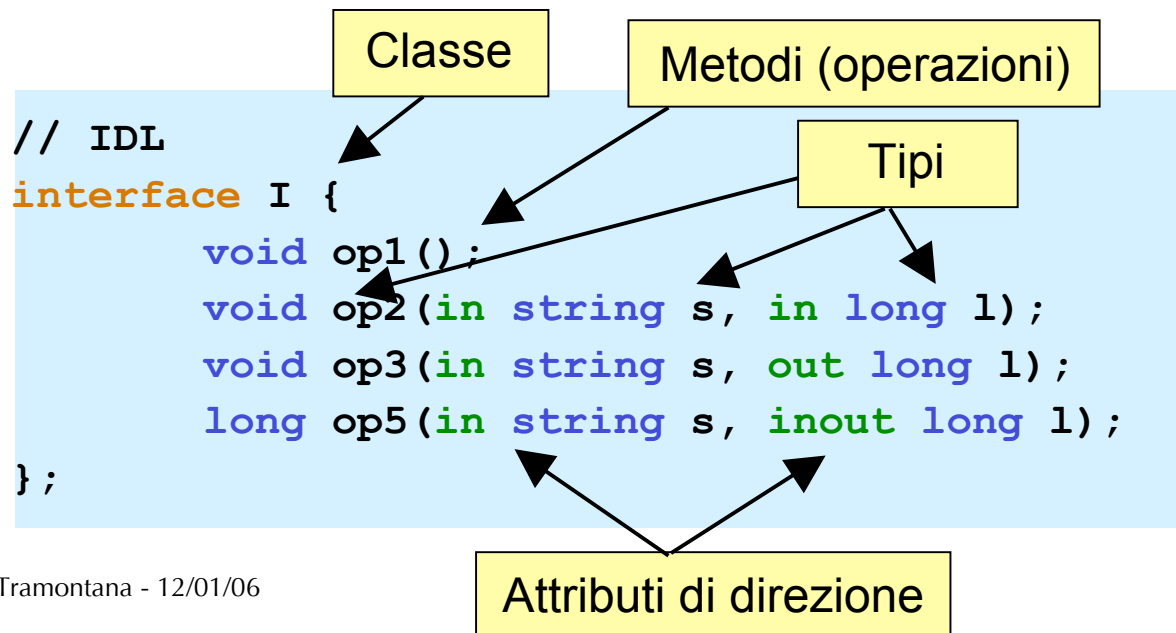 Classe
Metodi (operazioni)
// IDL
Tipi
interface I {
void op1();
void op2(in string s, in long l);
void op3(in string s, out long l);
long op5(in string s, inout long l);
};
Tramontana - 12/01/06
Attributi di direzione